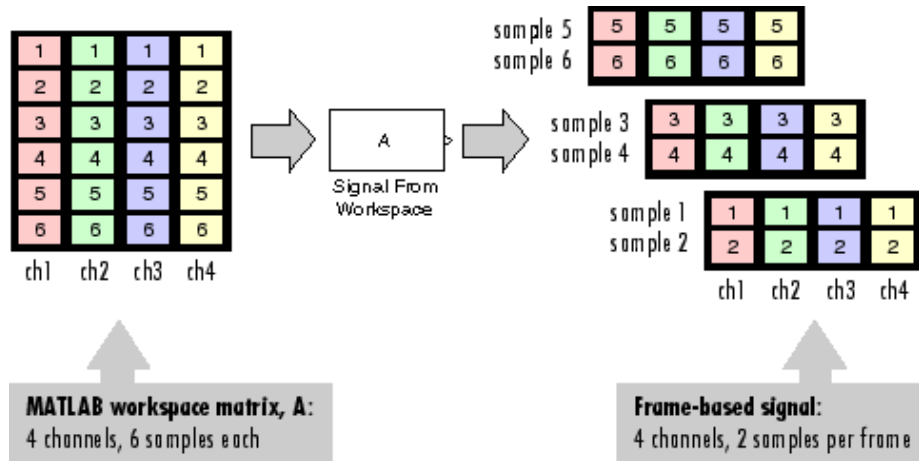 1 1 1 1
2 2 2 2
3 3 3 3
4 4 4 4
5 5 5 5
6 6 6 6
ch1 ch2 ch3 ch4
MATLAB workspace matrix, A:
4 channels, 6 samples each
A
Signal From
Workspace
sample 5 5 5 5 5
sample 6 6 6 6 6
sample 3 3 3 3 3
sample 4 4 4 4 4
sample 1 1 1 1 1
sample 2 2 2 2 2
ch1 ch2 ch3 ch4
Frame-based signal:
4 channels, 2 samples per frame